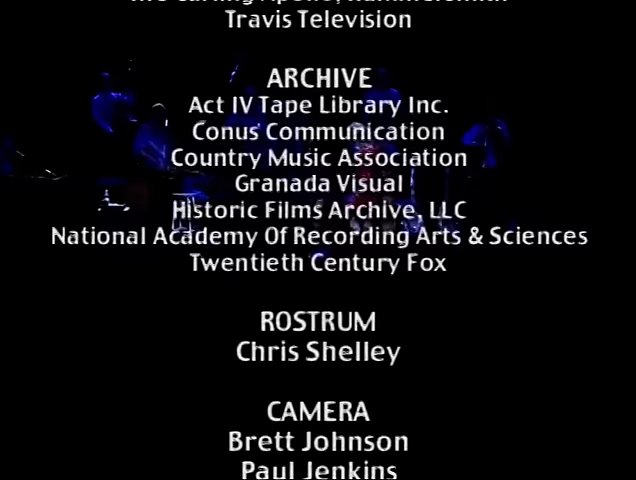 Travis Television
ARCHIVE
Act IV Tape Library Inc.
Conus Communication
Country Music Association
Granada Visual
Historic Films Archive, LLC
National Academy Of Recording Arts & Sciences
Twentieth Century Fox
ROSTRUM
Chris Shelley
CAMERA
Brett Johnson
Paul Jenkins